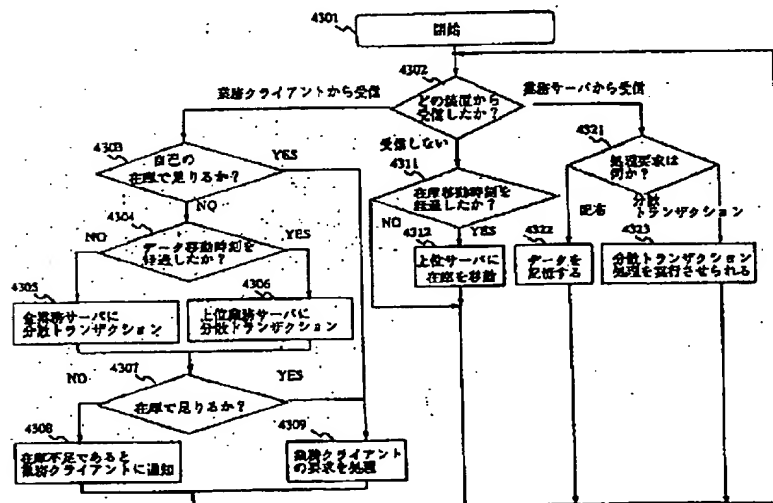 4301
開始
4302
業務クライアントから受信
どの装置から
受信したか？
業務サーバから受信
4303
自己の
在庫で足りるか？
YES
NO
受信しない
4311
在庫移動時刻を
経過したか？
NO
YES
4312
上位サーバに
在庫を移動
4321
処理要求は
何か？
配布
分散
トランザクション
4322
データを
記憶する
4323
分散トランザクション
処理を実行させられる
4304
データ移動時刻を
経過したか？
NO
YES
4305
全業務サーバに
分散トランザクション
4306
上位業務サーバに
分散トランザクション
4307
NO
YES
在庫で足りるか？
4308
在庫不足であると
業務クライアントに通知
4309
業務クライアント
の要求を処理